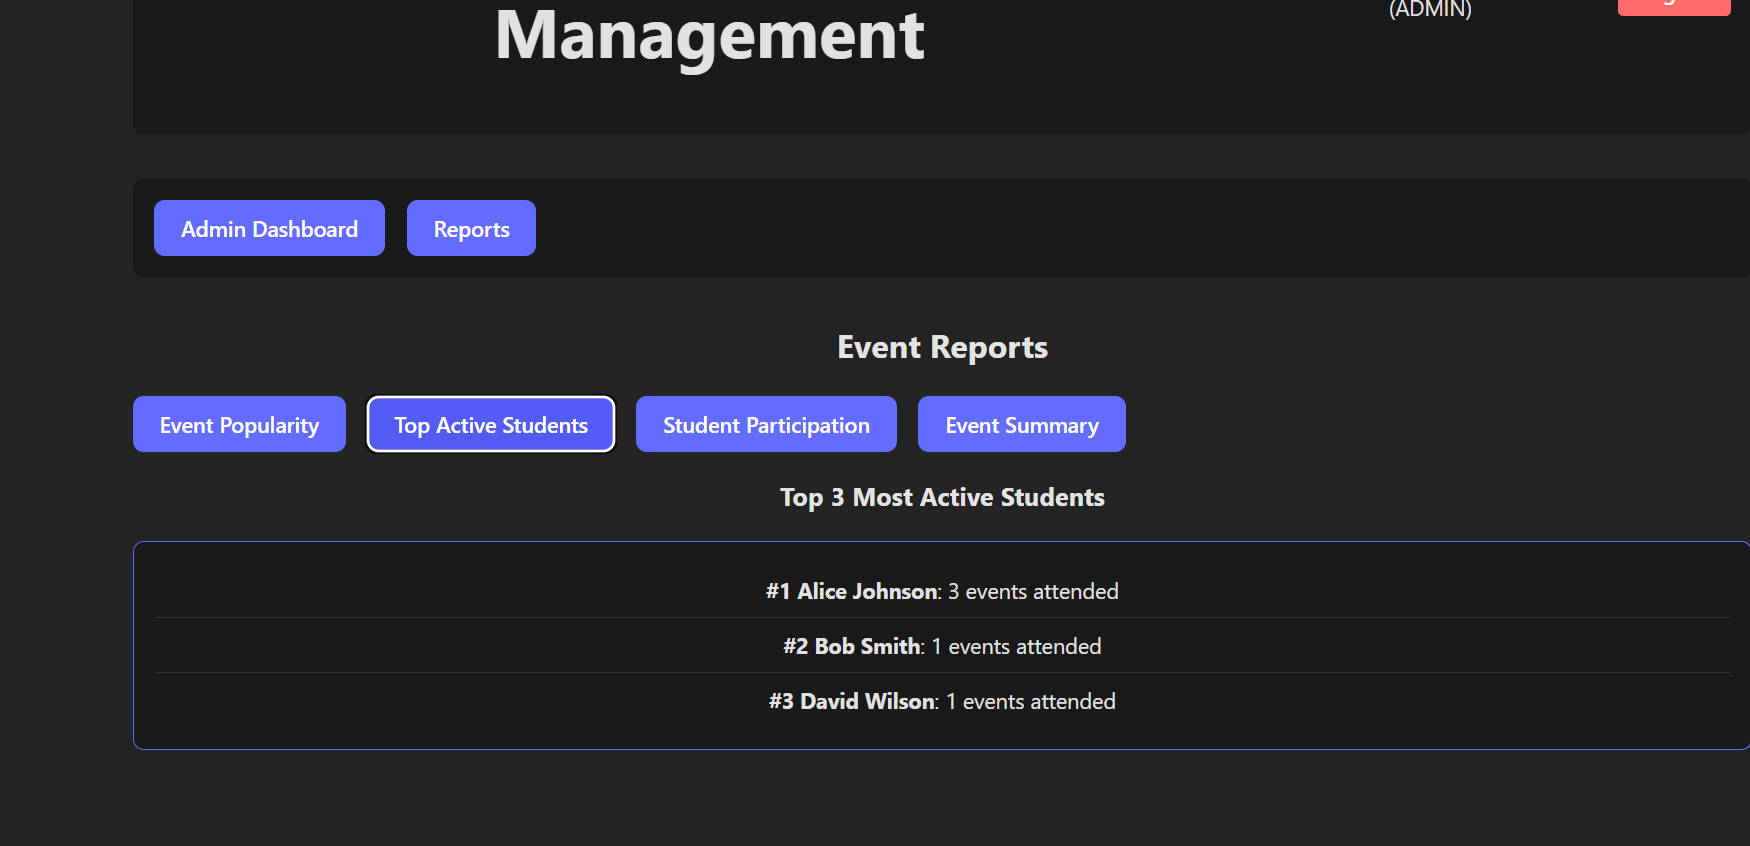 Management
(ADMIN)
Admin Dashboard
Reports
Event Reports
Event Popularity
Top Active Students
Student Participation
Event Summary
Top 3 Most Active Students
#1 Alice Johnson: 3 events attended
#2 Bob Smith: 1 events attended
#3 David Wilson: 1 events attended